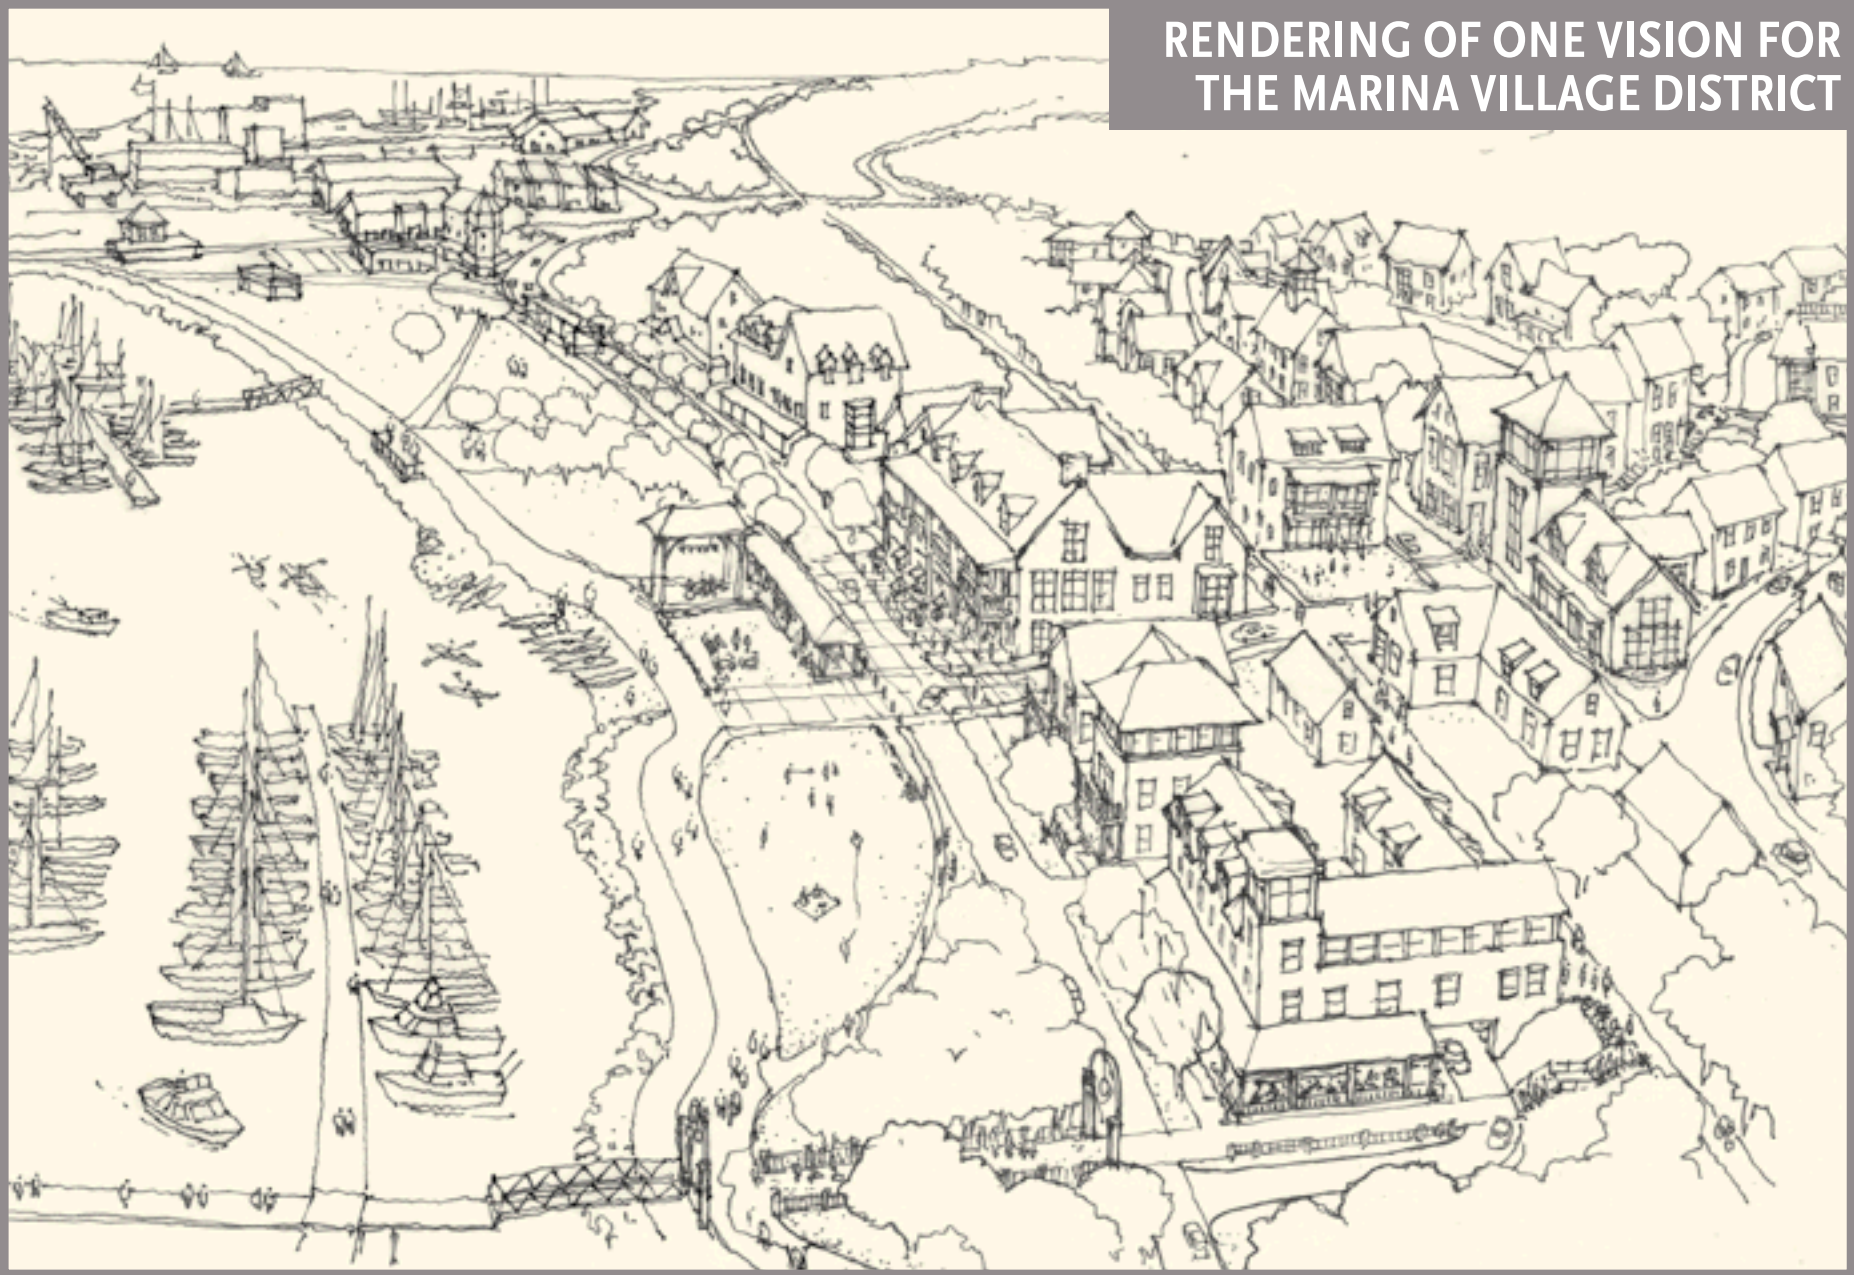 RENDERING OF ONE VISION FOR
THE MARINA VILLAGE DISTRICT